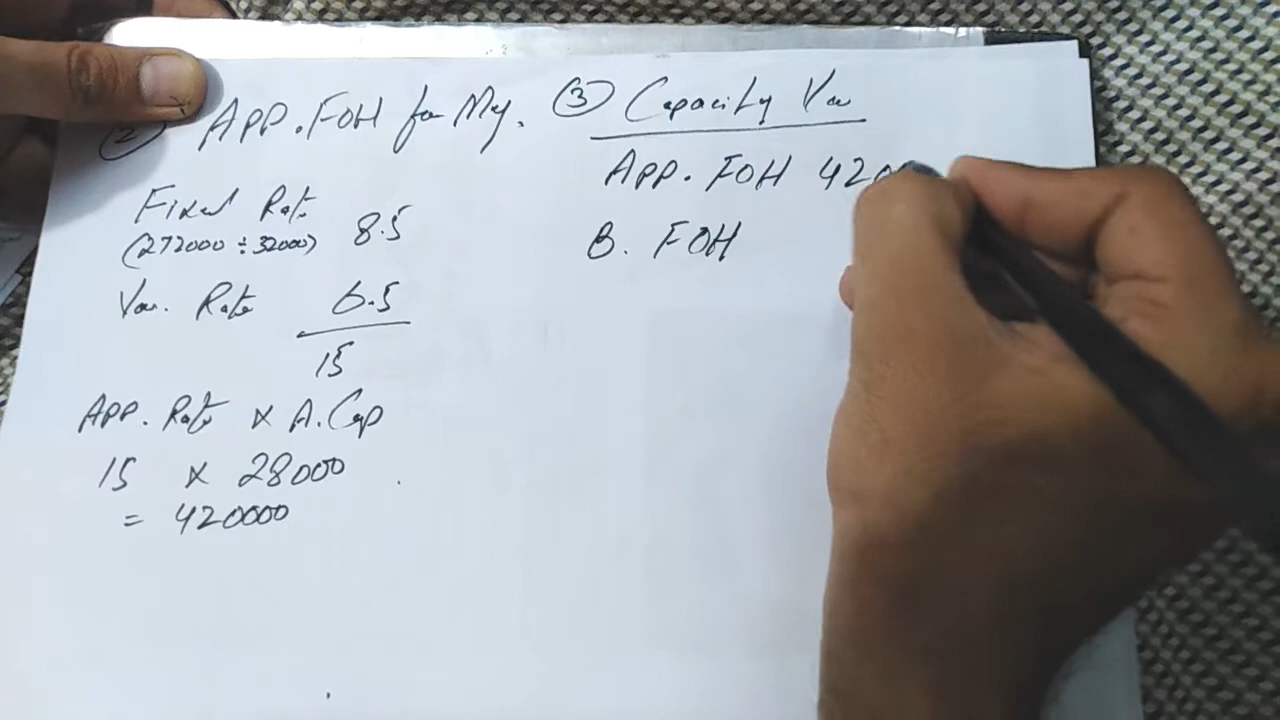 (2) APP. FOH for My.
Fixed Rate
(272000 ÷ 32000) 8.5
Var. Rate 6.5
15
APP. Rate x A. Cap
15 x 28000
= 420000
(3) Capacity Var
APP. FOH 420
B. FOH